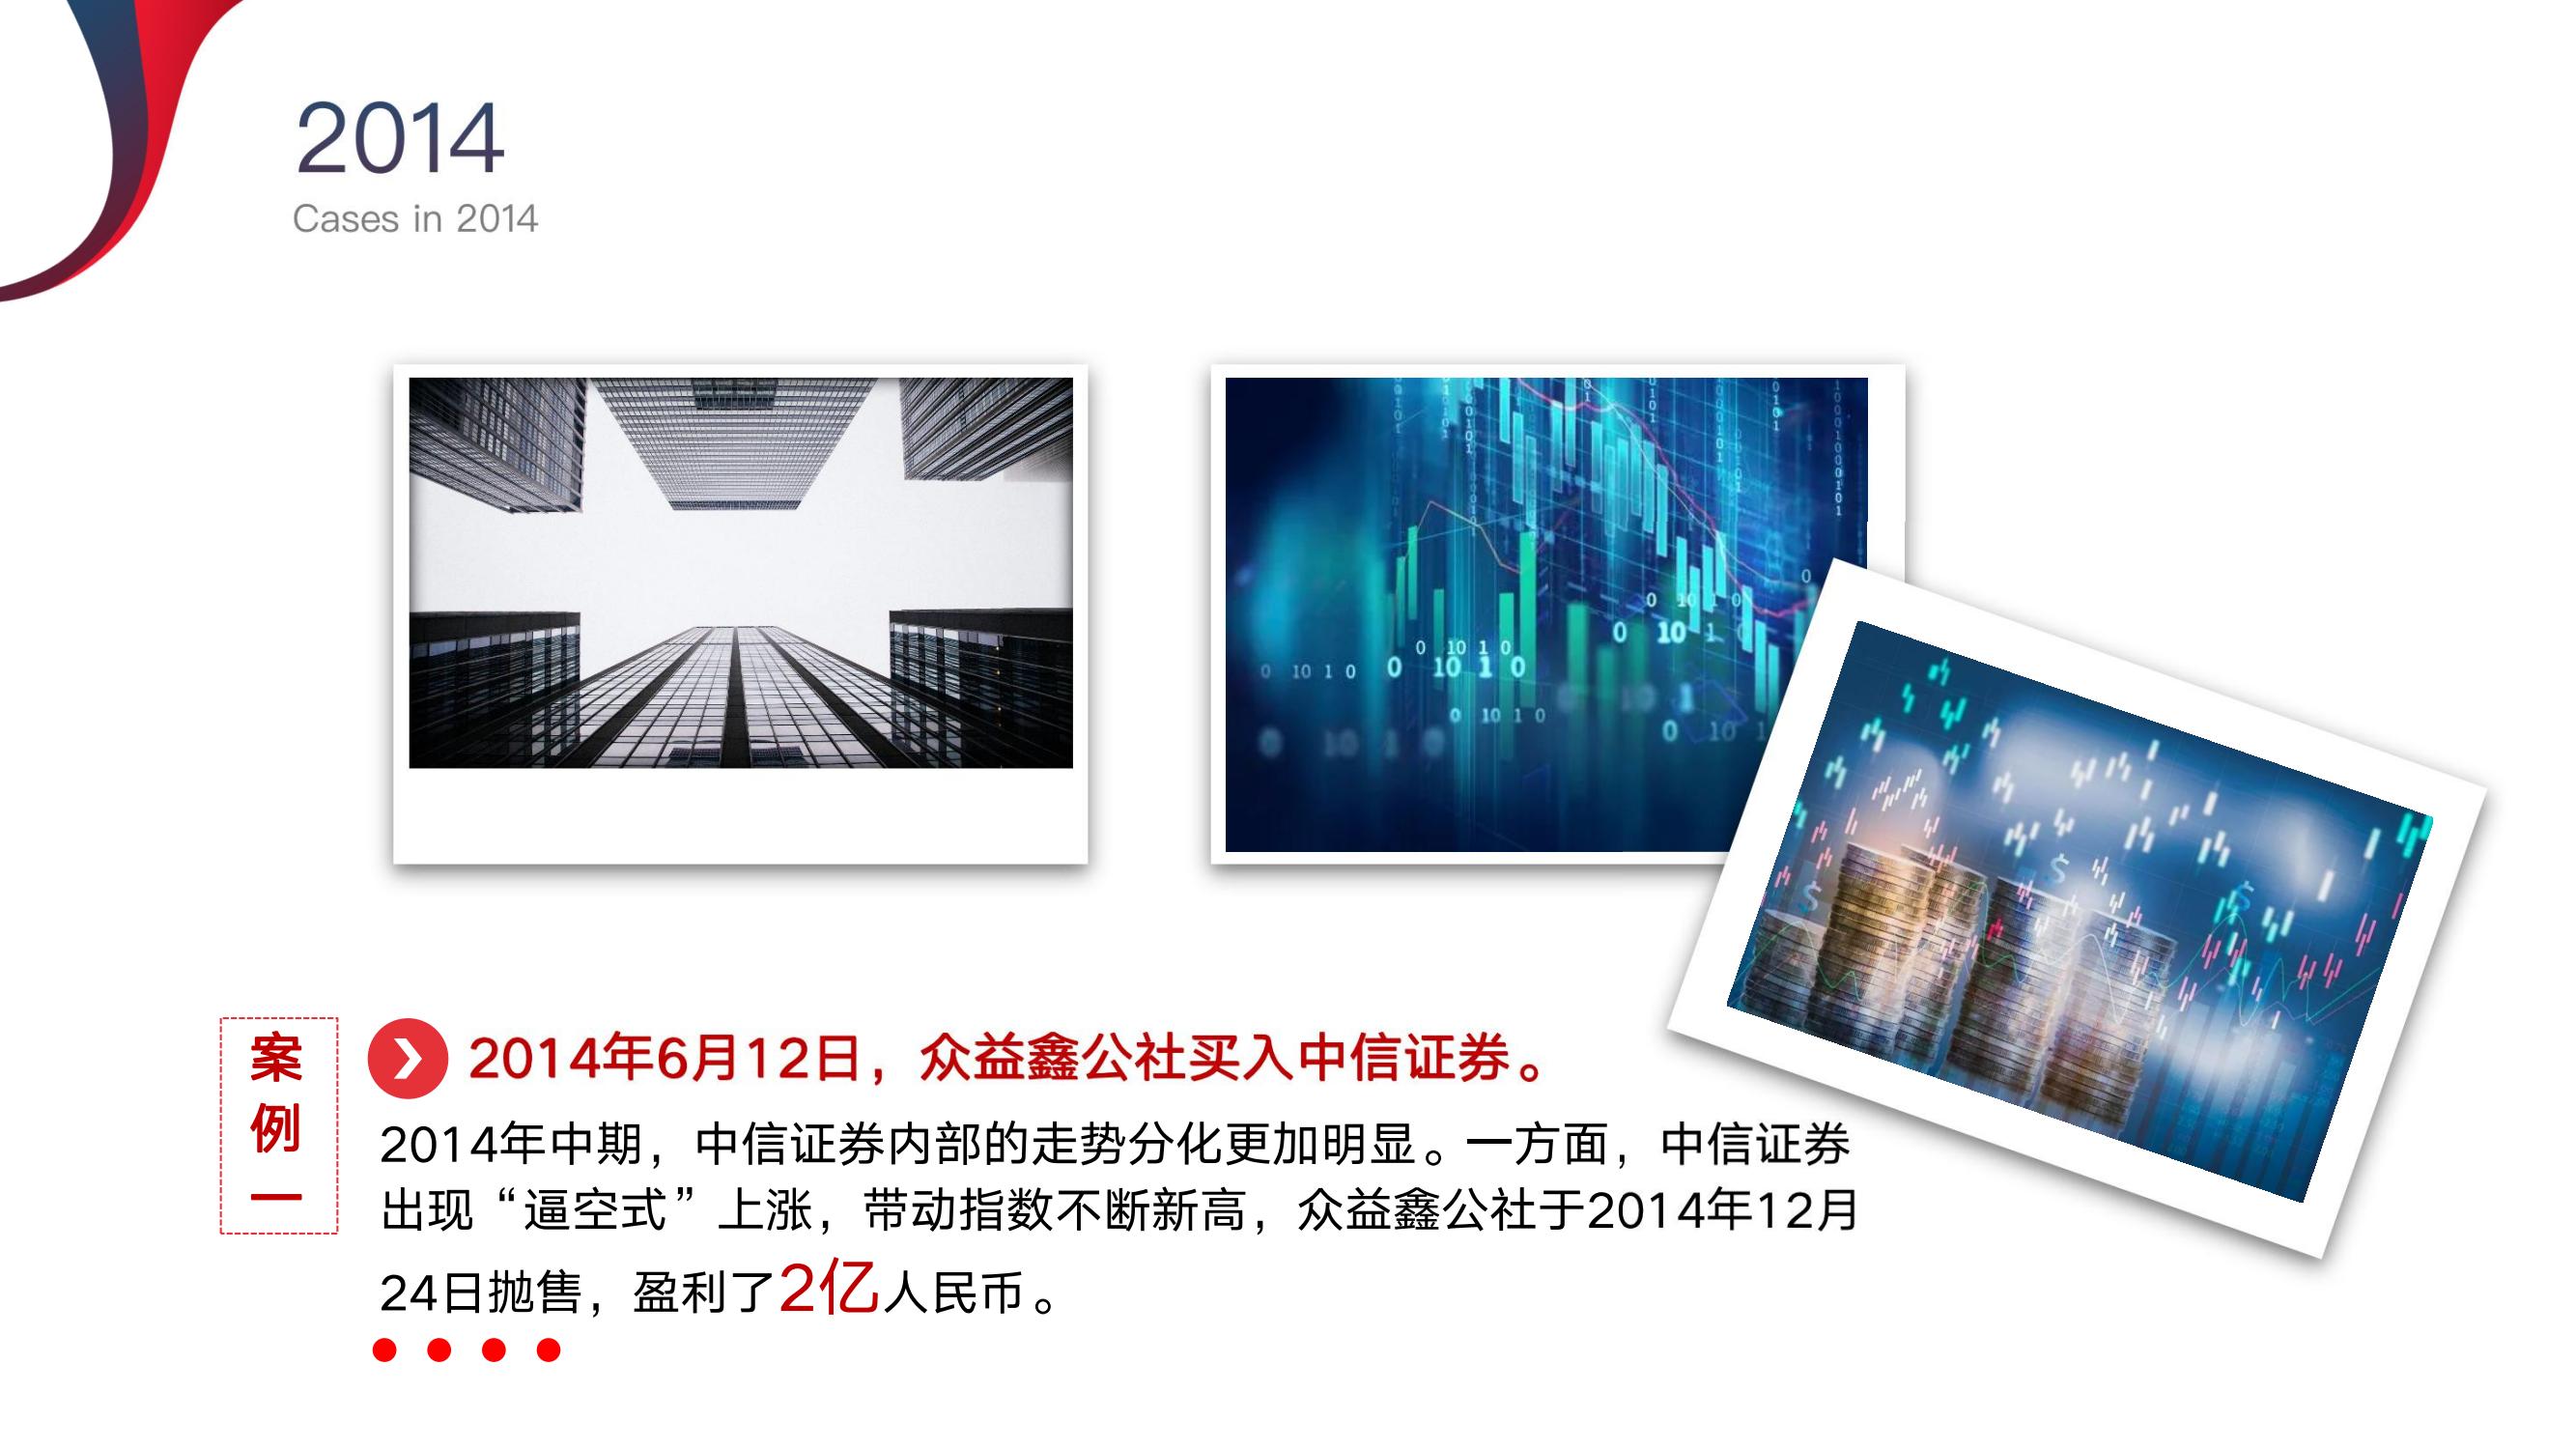 2014
Cases in 2014
案
例
一
2014年6月12日，众益鑫公社买入中信证券。
2014年中期，中信证券内部的走势分化更加明显。一方面，中信证券
出现“逼空式”上涨，带动指数不断新高，众益鑫公社于2014年12月
24日抛售，盈利了2亿人民币。